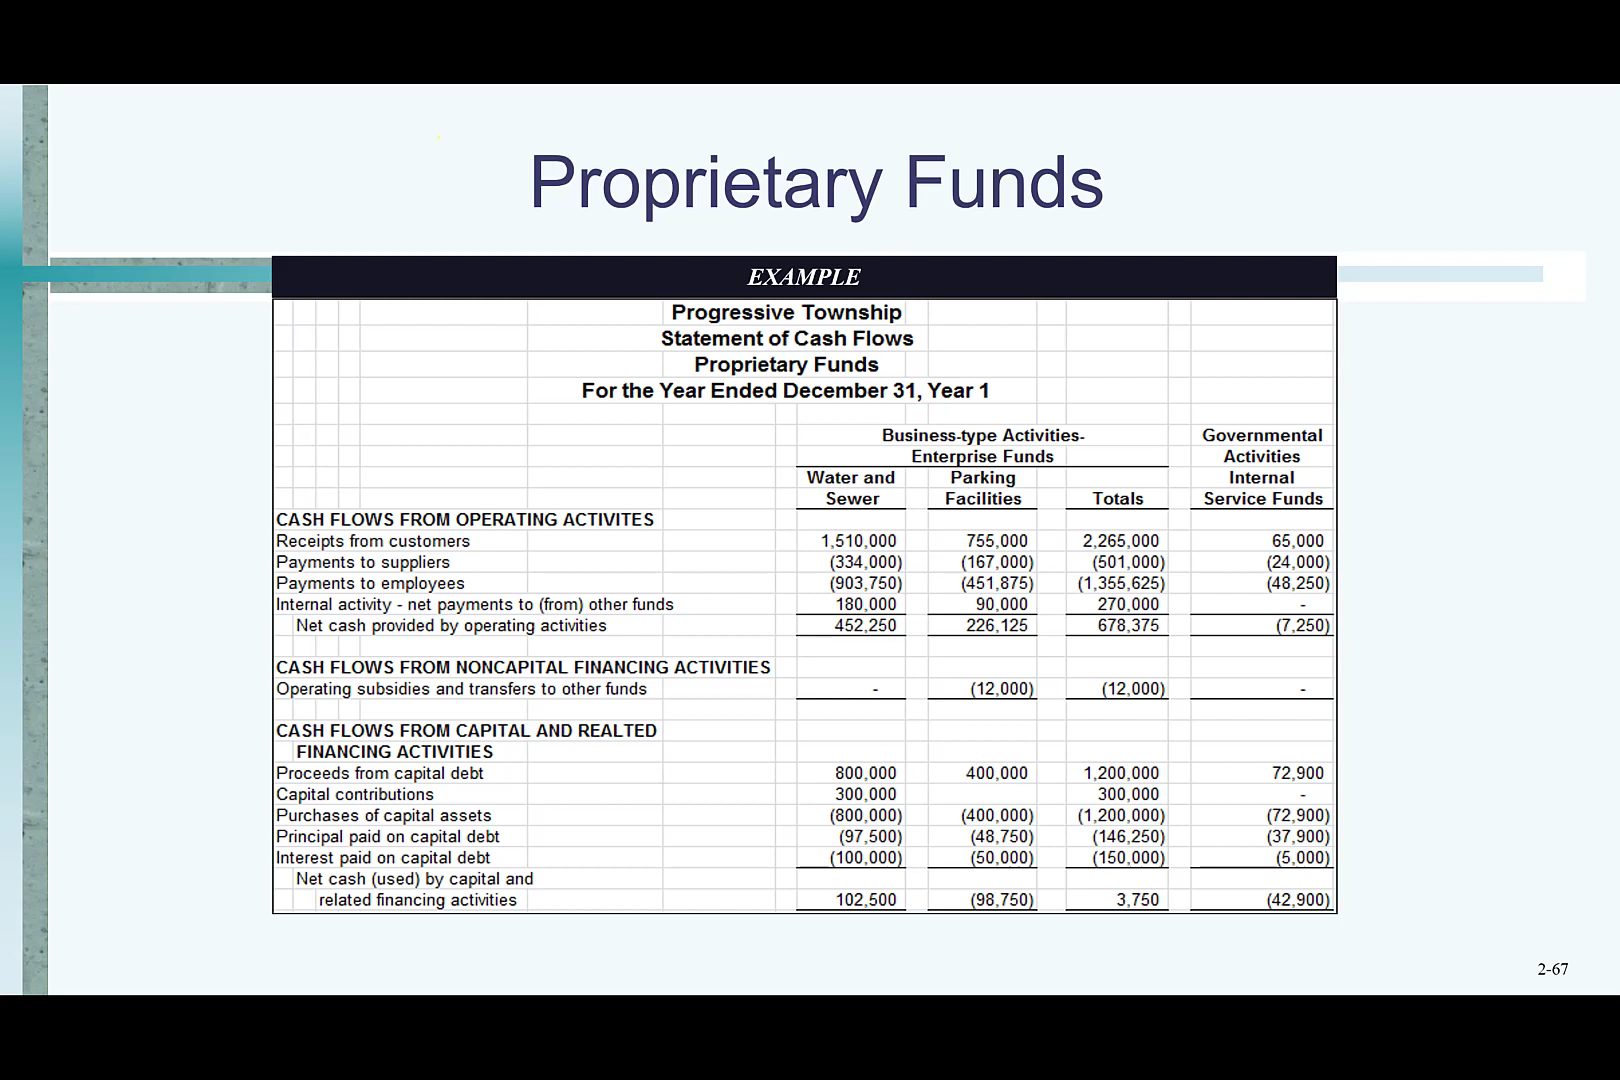 Proprietary Funds
EXAMPLE
Progressive Township
Statement of Cash Flows
Proprietary Funds
For the Year Ended December 31, Year 1
Business-type Activities- Governmental
Enterprise Funds Activities
Water and Parking Internal
Sewer Facilities Totals Service Funds
CASH FLOWS FROM OPERATING ACTIVITES
Receipts from customers 1,510,000 755,000 2,265,000 65,000
Payments to suppliers (334,000) (167,000) (501,000) (24,000)
Payments to employees (903,750) (451,875) (1,355,625) (48,250)
Internal activity - net payments to (from) other funds 180,000 90,000 270,000 -
Net cash provided by operating activities 452,250 226,125 678,375 (7,250)
CASH FLOWS FROM NONCAPITAL FINANCING ACTIVITIES
Operating subsidies and transfers to other funds - (12,000) (12,000) -
CASH FLOWS FROM CAPITAL AND REALTED
FINANCING ACTIVITIES
Proceeds from capital debt 800,000 400,000 1,200,000 72,900
Capital contributions 300,000 300,000 -
Purchases of capital assets (800,000) (400,000) (1,200,000) (72,900)
Principal paid on capital debt (97,500) (48,750) (146,250) (37,900)
Interest paid on capital debt (100,000) (50,000) (150,000) (5,000)
Net cash (used) by capital and
related financing activities 102,500 (98,750) 3,750 (42,900)
2-67